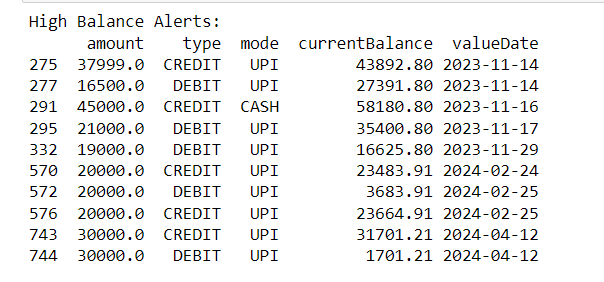 High Balance Alerts:
amount type mode currentBalance valueDate
275 37999.0 CREDIT UPI 43892.80 2023-11-14
277 16500.0 DEBIT UPI 27391.80 2023-11-14
291 45000.0 CREDIT CASH 58180.80 2023-11-16
295 21000.0 DEBIT UPI 35400.80 2023-11-17
332 19000.0 DEBIT UPI 16625.80 2023-11-29
570 20000.0 CREDIT UPI 23483.91 2024-02-24
572 20000.0 DEBIT UPI 3683.91 2024-02-25
576 20000.0 CREDIT UPI 23664.91 2024-02-25
743 30000.0 CREDIT UPI 31701.21 2024-04-12
744 30000.0 DEBIT UPI 1701.21 2024-04-12